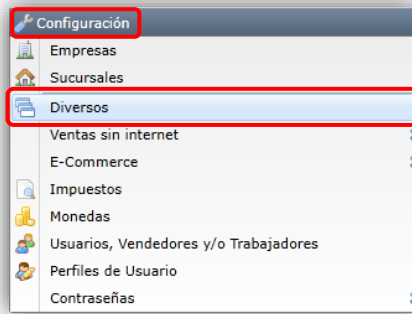 Configuración
Empresas
Sucursales
Diversos
Ventas sin internet
E-Commerce
Impuestos
Monedas
Usuarios, Vendedores y/o Trabajadores
Perfiles de Usuario
Contraseñas